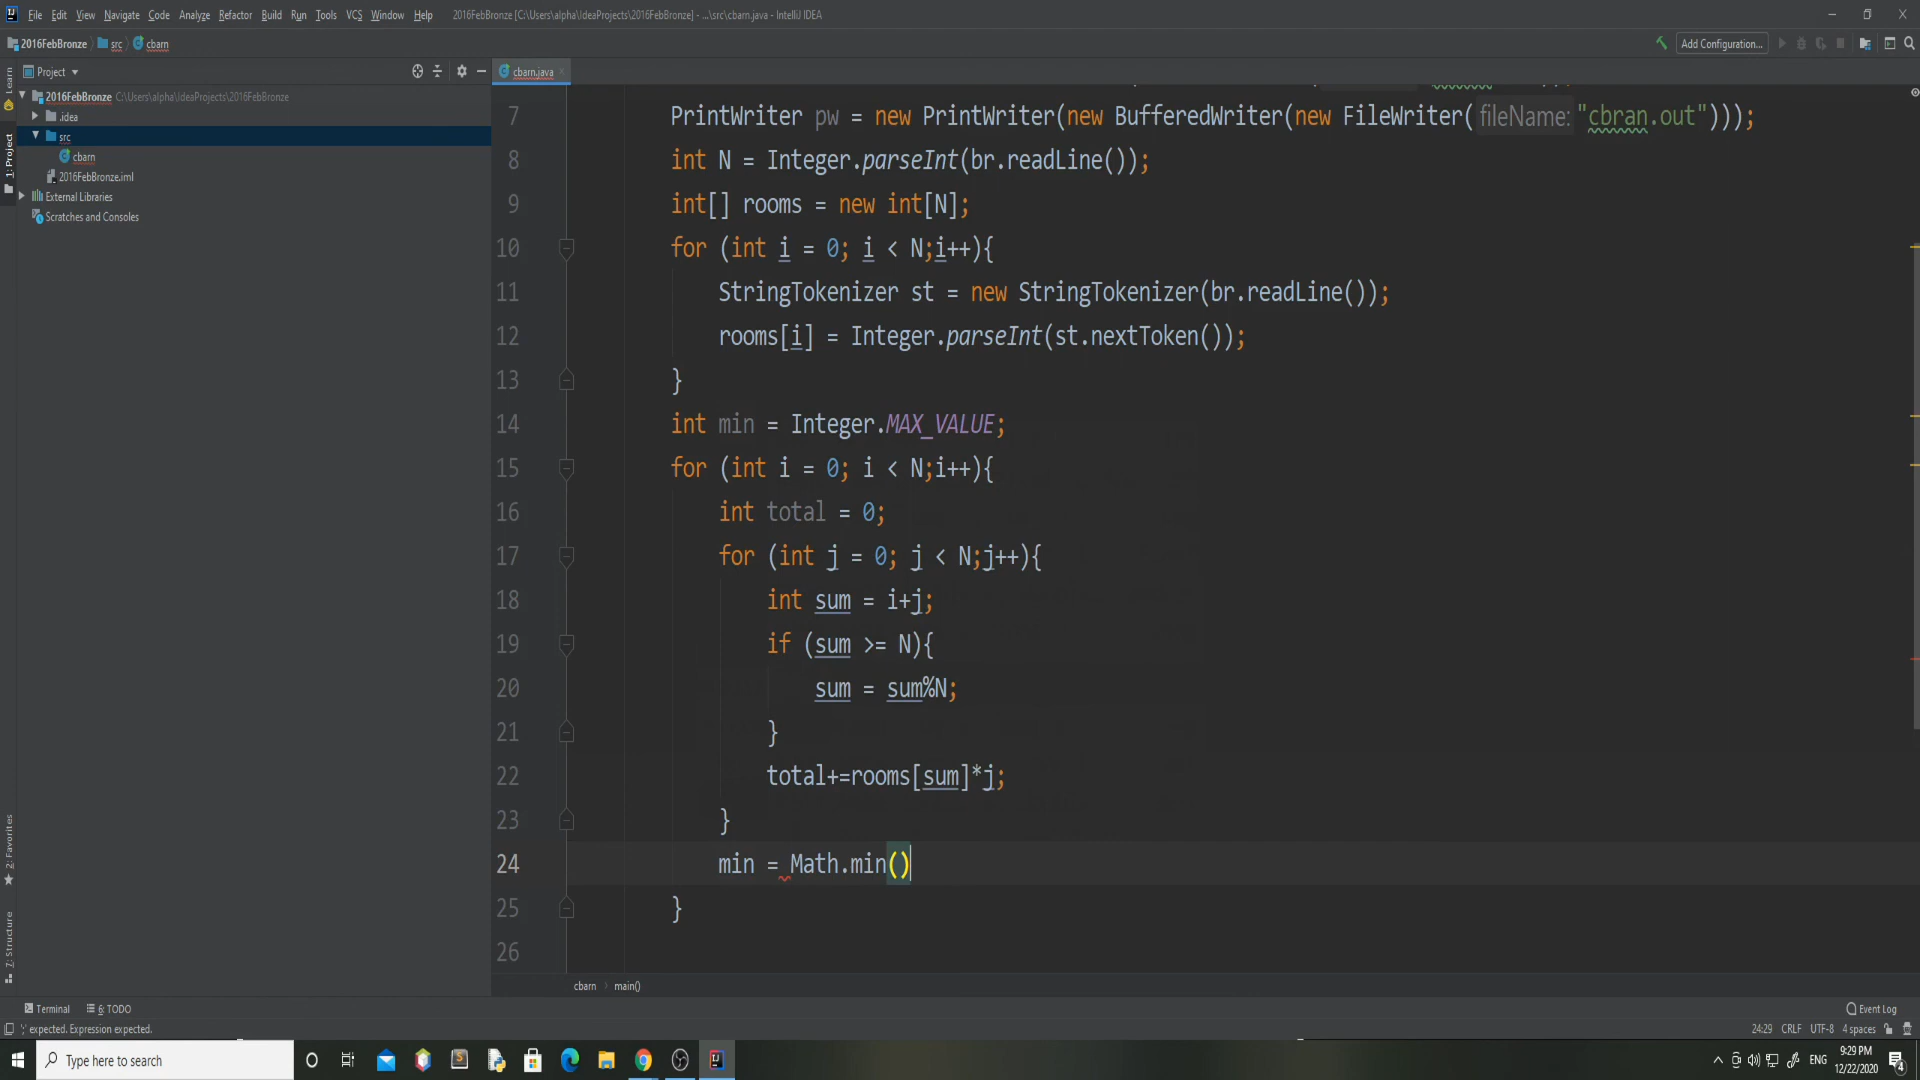 File Edit View Navigate Code Analyze Refactor Build Run Tools VCS Window Help 2016FebBronze [C:\Users\alpha\IdeaProjects\2016FebBronze] - ...\src\cbarn.java - IntelliJ IDEA
2016FebBronze src cbarn Add Configuration...
Project cbarn.java
2016FebBronze C:\Users\alpha\IdeaProjects\2016FebBronze
.idea
src
cbarn
2016FebBronze.iml
External Libraries
Scratches and Consoles
Learn
1: Project
2: Favorites
7: Structure
7 PrintWriter pw = new PrintWriter(new BufferedWriter(new FileWriter( fileName: "cbran.out")));
8 int N = Integer.parseInt(br.readLine());
9 int[] rooms = new int[N];
10 for (int i = 0; i < N;i++){
11 StringTokenizer st = new StringTokenizer(br.readLine());
12 rooms[i] = Integer.parseInt(st.nextToken());
13 }
14 int min = Integer.MAX_VALUE;
15 for (int i = 0; i < N;i++){
16 int total = 0;
17 for (int j = 0; j < N;j++){
18 int sum = i+j;
19 if (sum >= N){
20 sum = sum%N;
21 }
22 total+=rooms[sum]*j;
23 }
24 min = Math.min()
25 }
26
cbarn > main()
Terminal 6: TODO Event Log
';' expected. Expression expected. 24:29 CRLF UTF-8 4 spaces
Type here to search ENG 9:29 PM
12/22/2020 4